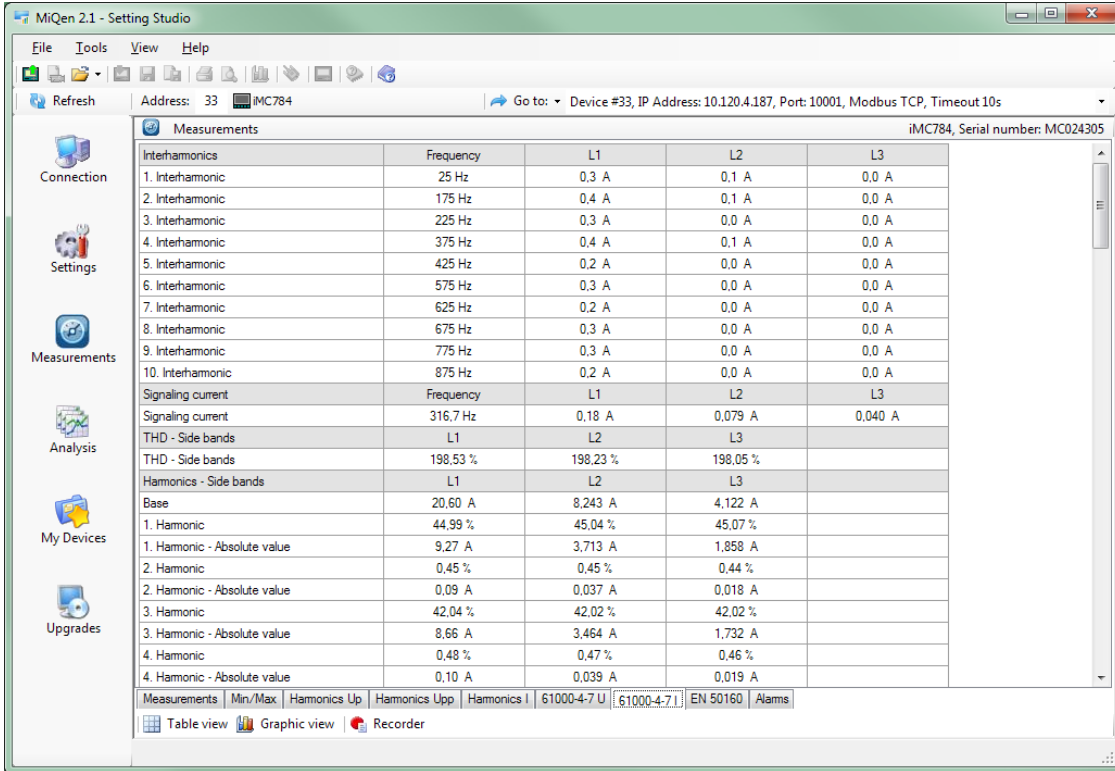 MiQen 2.1 - Setting Studio
File Tools View Help
Refresh Address: 33 iMC784 Go to: Device #33, IP Address: 10.120.4.187, Port: 10001, Modbus TCP, Timeout 10s
Measurements iMC784, Serial number: MC024305
Connection
Settings
Measurements
Analysis
My Devices
Upgrades
Interharmonics Frequency L1 L2 L3
1. Interharmonic 25 Hz 0,3 A 0,1 A 0,0 A
2. Interharmonic 175 Hz 0,4 A 0,1 A 0,0 A
3. Interharmonic 225 Hz 0,3 A 0,0 A 0,0 A
4. Interharmonic 375 Hz 0,4 A 0,1 A 0,0 A
5. Interharmonic 425 Hz 0,2 A 0,0 A 0,0 A
6. Interharmonic 575 Hz 0,3 A 0,0 A 0,0 A
7. Interharmonic 625 Hz 0,2 A 0,0 A 0,0 A
8. Interharmonic 675 Hz 0,3 A 0,0 A 0,0 A
9. Interharmonic 775 Hz 0,3 A 0,0 A 0,0 A
10. Interharmonic 875 Hz 0,2 A 0,0 A 0,0 A
Signaling current Frequency L1 L2 L3
Signaling current 316,7 Hz 0,18 A 0,079 A 0,040 A
THD - Side bands L1 L2 L3
THD - Side bands 198,53 % 198,23 % 198,05 %
Harmonics - Side bands L1 L2 L3
Base 20,60 A 8,243 A 4,122 A
1. Harmonic 44,99 % 45,04 % 45,07 %
1. Harmonic - Absolute value 9,27 A 3,713 A 1,858 A
2. Harmonic 0,45 % 0,45 % 0,44 %
2. Harmonic - Absolute value 0,09 A 0,037 A 0,018 A
3. Harmonic 42,04 % 42,02 % 42,02 %
3. Harmonic - Absolute value 8,66 A 3,464 A 1,732 A
4. Harmonic 0,48 % 0,47 % 0,46 %
4. Harmonic - Absolute value 0,10 A 0,039 A 0,019 A
Measurements Min/Max Harmonics Up Harmonics Upp Harmonics I 61000-4-7 U 61000-4-7 I EN 50160 Alarms
Table view Graphic view Recorder